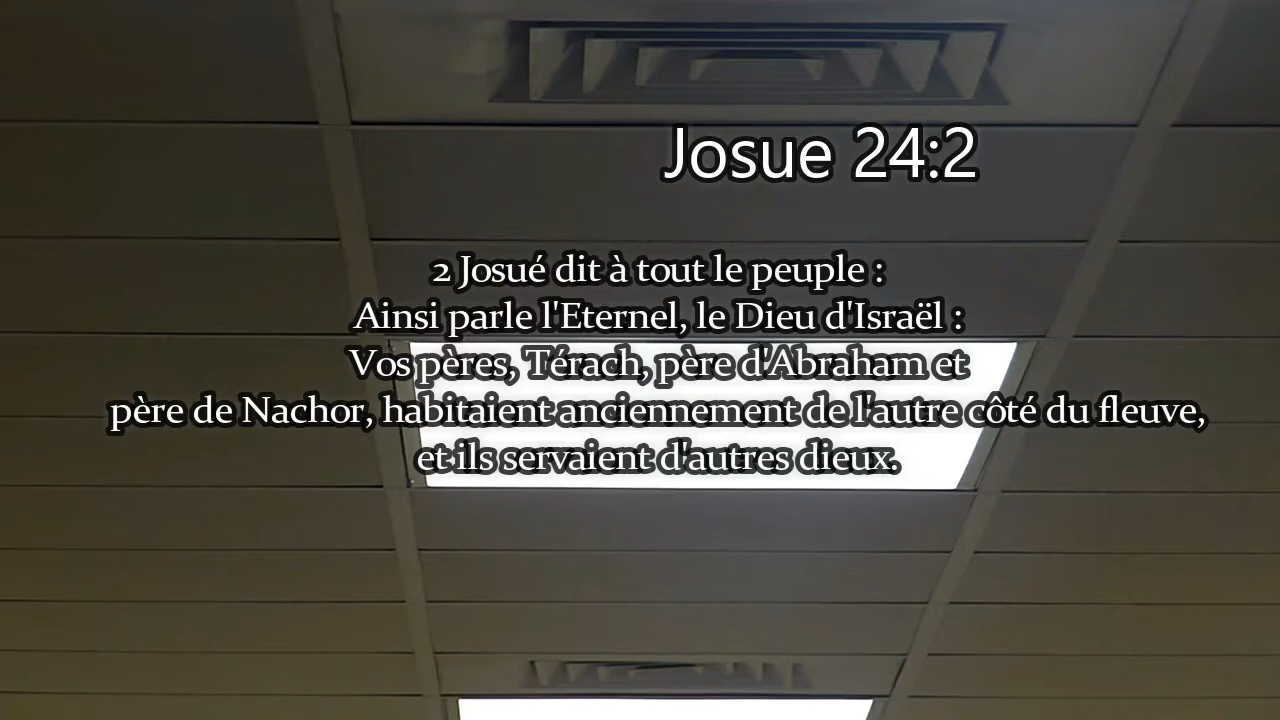 Josue 24:2
2 Josué dit à tout le peuple :
Ainsi parle l'Eternel, le Dieu d'Israël :
Vos pères, Térach, père d'Abraham et
père de Nachor, habitaient anciennement de l'autre côté du fleuve,
et ils servaient d'autres dieux.